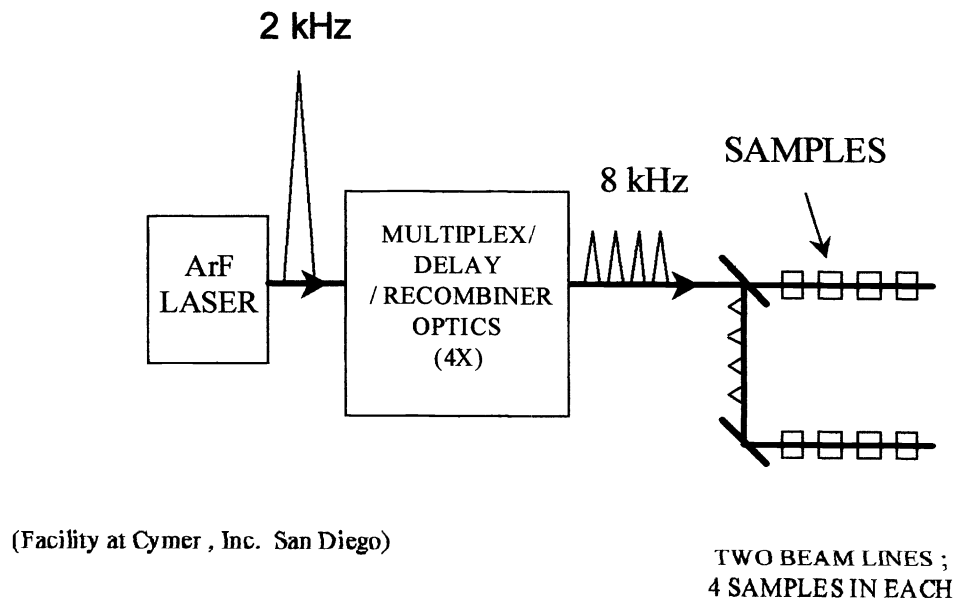 2 kHz
SAMPLES
8 kHz
ArF
LASER
MULTIPLEX/
DELAY
/ RECOMBINER
OPTICS
(4X)
(Facility at Cymer , Inc. San Diego)
TWO BEAM LINES ;
4 SAMPLES IN EACH